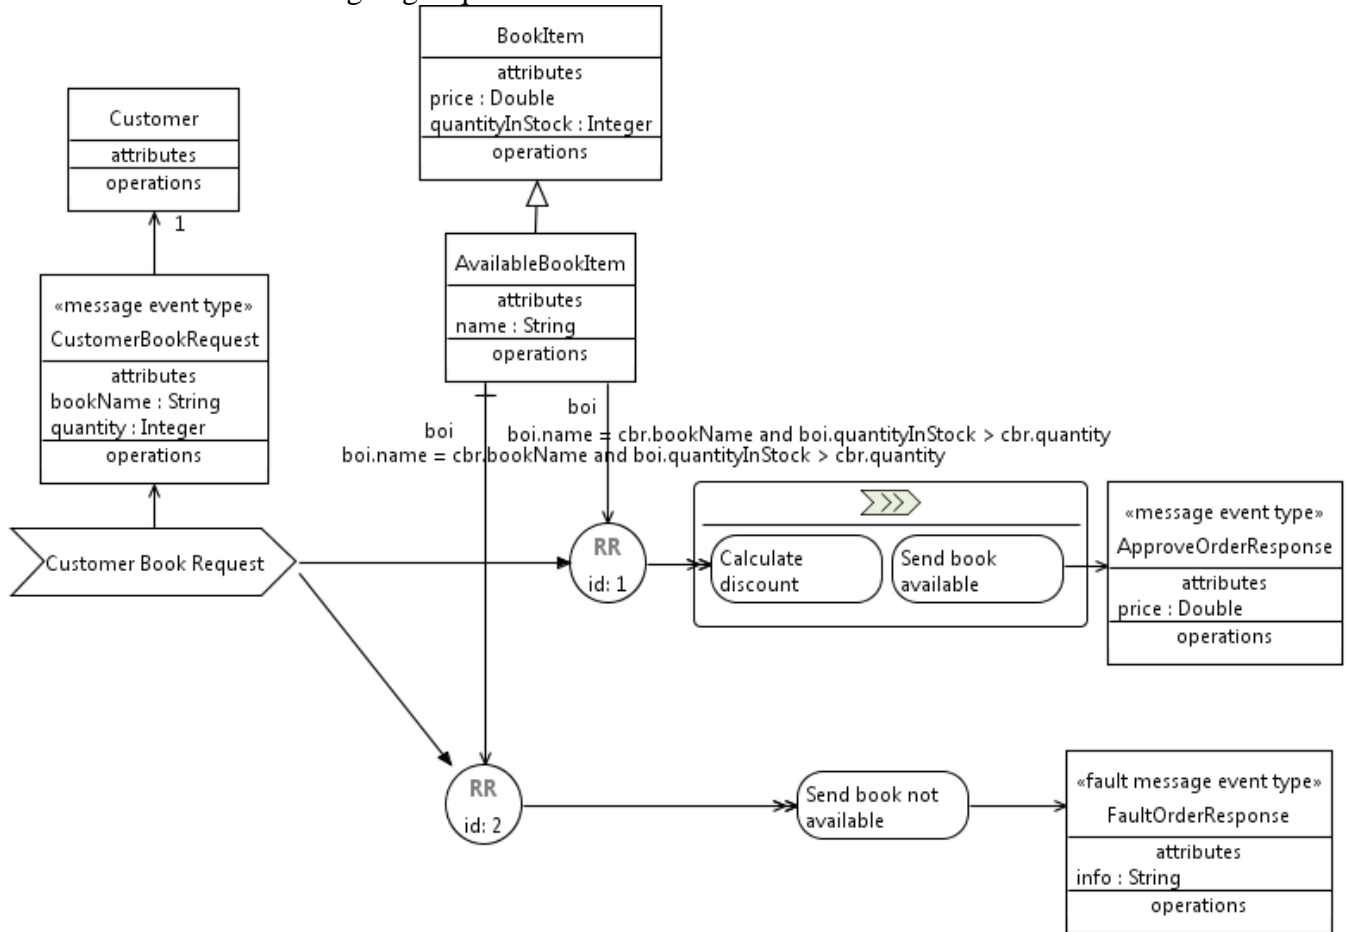 BookItem
attributes
price : Double
quantityInStock : Integer
operations
Customer
attributes
operations
1
AvailableBookItem
attributes
name : String
operations
«message event type»
CustomerBookRequest
attributes
bookName : String
quantity : Integer
operations
boi
boi.name = cbr.bookName and boi.quantityInStock > cbr.quantity
boi
boi.name = cbr.bookName and boi.quantityInStock > cbr.quantity
Customer Book Request
RR
id: 1
Calculate
discount
Send book
available
«message event type»
ApproveOrderResponse
attributes
price : Double
operations
RR
id: 2
Send book not
available
«fault message event type»
FaultOrderResponse
attributes
info : String
operations